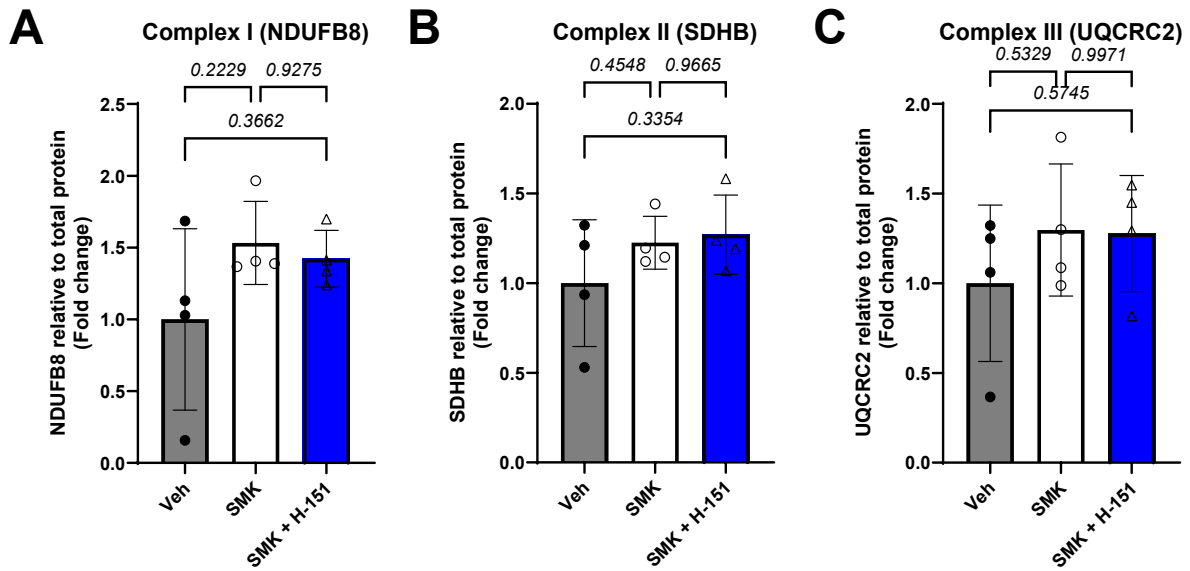 A
Complex I (NDUFB8)
0.2229
0.9275
0.3662
2.5
2.0
1.5
1.0
0.5
0.0
NDUFB8 relative to total protein
(Fold change)
Veh
SMK
SMK + H-151
B
Complex II (SDHB)
0.4548
0.9665
0.3354
2.0
1.5
1.0
0.5
0.0
SDHB relative to total protein
(Fold change)
Veh
SMK
SMK + H-151
C
Complex III (UQCRC2)
0.5329
0.9971
0.5745
2.0
1.5
1.0
0.5
0.0
UQCRC2 relative to total protein
(Fold change)
Veh
SMK
SMK + H-151